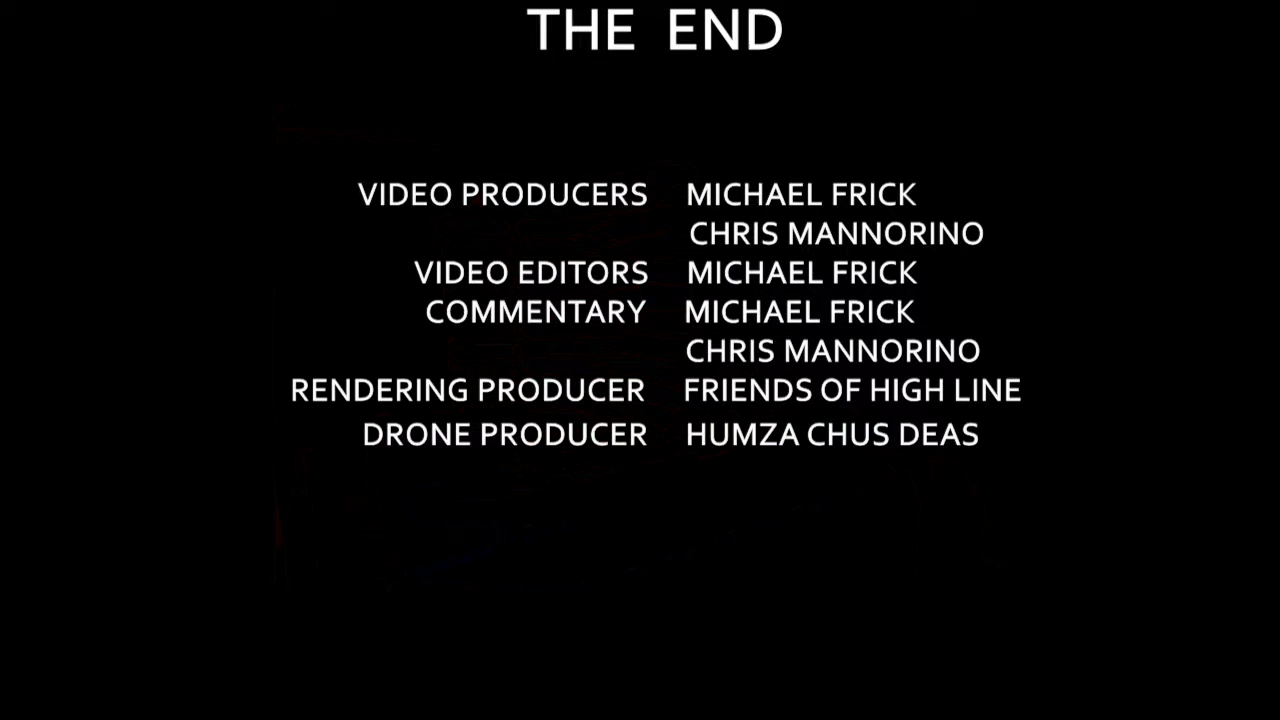 THE END
VIDEO PRODUCERS MICHAEL FRICK
CHRIS MANNORINO
VIDEO EDITORS MICHAEL FRICK
COMMENTARY MICHAEL FRICK
CHRIS MANNORINO
RENDERING PRODUCER FRIENDS OF HIGH LINE
DRONE PRODUCER HUMZA CHUS DEAS